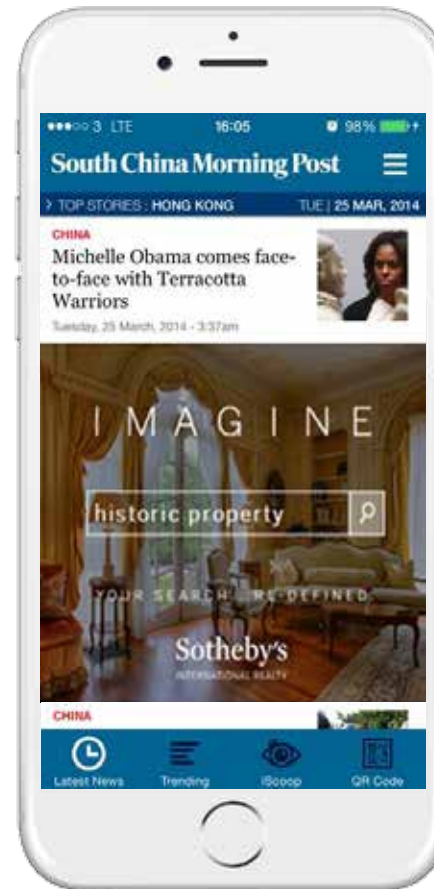 3 LTE 16:05 98%
South China Morning Post
TOP STORIES : HONG KONG TUE | 25 MAR, 2014
CHINA
Michelle Obama comes face-
to-face with Terracotta
Warriors
Tuesday, 25 March, 2014 - 3:37am
IMAGINE
historic property
YOUR SEARCH RE-DEFINED
Sotheby's
INTERNATIONAL REALTY
CHINA
Latest News Trending iScoop QR Code